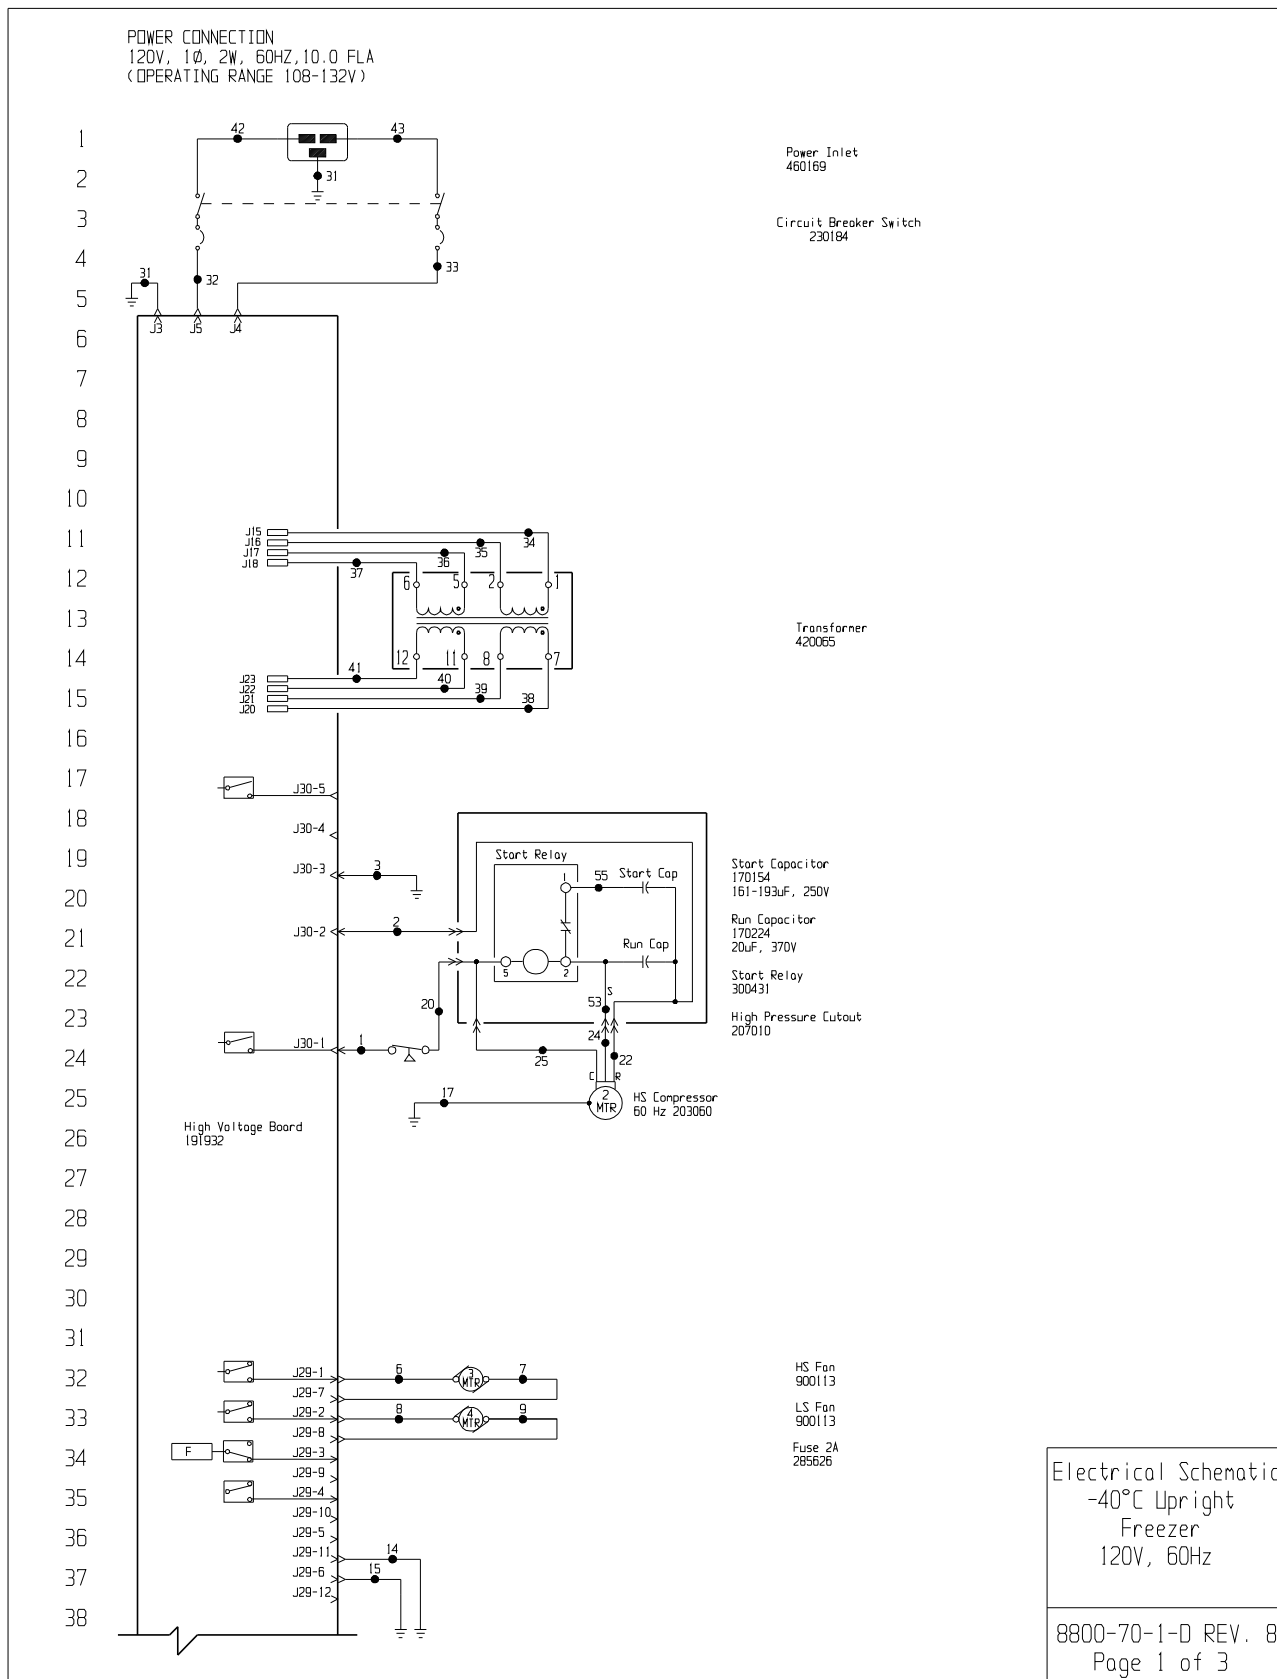 POWER CONNECTION
120V, 1Ø, 2W, 60HZ,10.0 FLA
(OPERATING RANGE 108-132V)
1
42
43
Power Inlet
460169
2
31
3
Circuit Breaker Switch
230184
4
31
32
33
5
J3
J5
J4
6
7
8
9
10
11
J15
J16
J17
J18
34
35
36
37
12
6
5
2
1
13
Transformer
420065
14
12
11
8
7
J23
J22
J21
J20
41
40
39
38
15
16
17
J30-5
18
J30-4
19
J30-3
3
Start Relay
1
55
Start Cap
Start Capacitor
170154
161-193uF, 250V
20
J30-2
2
21
Run Cap
Run Capacitor
170224
20uF, 370V
5
2
22
Start Relay
300431
20
S
53
23
High Pressure Cutout
207010
24
J30-1
1
24
25
22
C
R
25
17
2
MTR
HS Compressor
60 Hz 203060
High Voltage Board
191932
26
27
28
29
30
31
32
J29-1
6
3
MTR
7
HS Fan
900113
J29-7
33
J29-2
8
4
MTR
9
LS Fan
900113
J29-8
34
F
J29-3
Fuse 2A
285626
J29-9
35
J29-4
J29-10
36
J29-5
J29-11
14
37
J29-6
15
J29-12
38
Electrical Schematic
-40°C Upright
Freezer
120V, 60Hz
8800-70-1-D REV. 8
Page 1 of 3